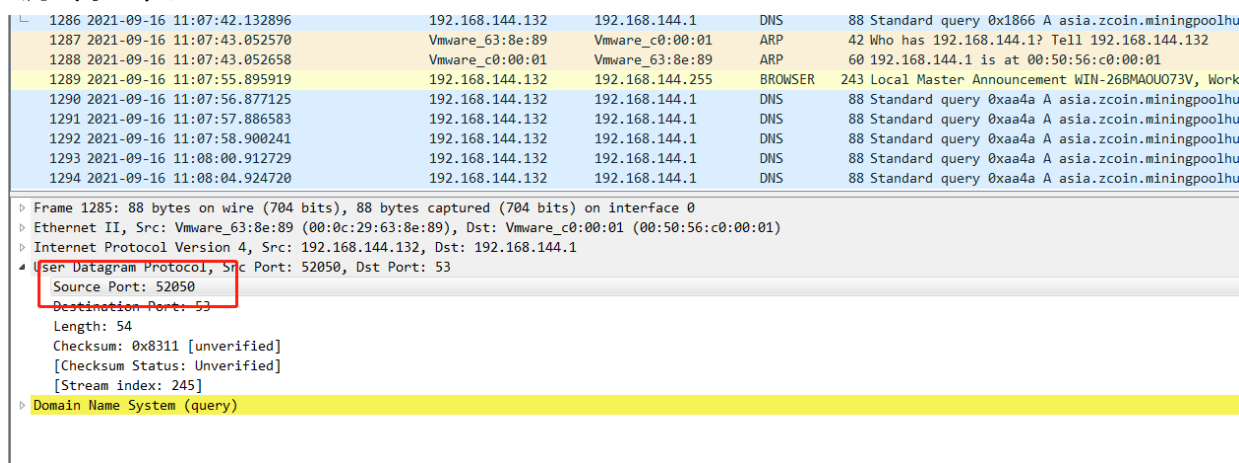 1286 2021-09-16 11:07:42.132896 192.168.144.132 192.168.144.1 DNS 88 Standard query 0x1866 A asia.zcoin.miningpoolhu
1287 2021-09-16 11:07:43.052570 Vmware_63:8e:89 Vmware_c0:00:01 ARP 42 Who has 192.168.144.1? Tell 192.168.144.132
1288 2021-09-16 11:07:43.052658 Vmware_c0:00:01 Vmware_63:8e:89 ARP 60 192.168.144.1 is at 00:50:56:c0:00:01
1289 2021-09-16 11:07:55.895919 192.168.144.132 192.168.144.255 BROWSER 243 Local Master Announcement WIN-26BMAOUO73V, Work
1290 2021-09-16 11:07:56.877125 192.168.144.132 192.168.144.1 DNS 88 Standard query 0xaa4a A asia.zcoin.miningpoolhu
1291 2021-09-16 11:07:57.886583 192.168.144.132 192.168.144.1 DNS 88 Standard query 0xaa4a A asia.zcoin.miningpoolhu
1292 2021-09-16 11:07:58.900241 192.168.144.132 192.168.144.1 DNS 88 Standard query 0xaa4a A asia.zcoin.miningpoolhu
1293 2021-09-16 11:08:00.912729 192.168.144.132 192.168.144.1 DNS 88 Standard query 0xaa4a A asia.zcoin.miningpoolhu
1294 2021-09-16 11:08:04.924720 192.168.144.132 192.168.144.1 DNS 88 Standard query 0xaa4a A asia.zcoin.miningpoolhu
Frame 1285: 88 bytes on wire (704 bits), 88 bytes captured (704 bits) on interface 0
Ethernet II, Src: Vmware_63:8e:89 (00:0c:29:63:8e:89), Dst: Vmware_c0:00:01 (00:50:56:c0:00:01)
Internet Protocol Version 4, Src: 192.168.144.132, Dst: 192.168.144.1
User Datagram Protocol, Src Port: 52050, Dst Port: 53
Source Port: 52050
Destination Port: 53
Length: 54
Checksum: 0x8311 [unverified]
[Checksum Status: Unverified]
[Stream index: 245]
Domain Name System (query)